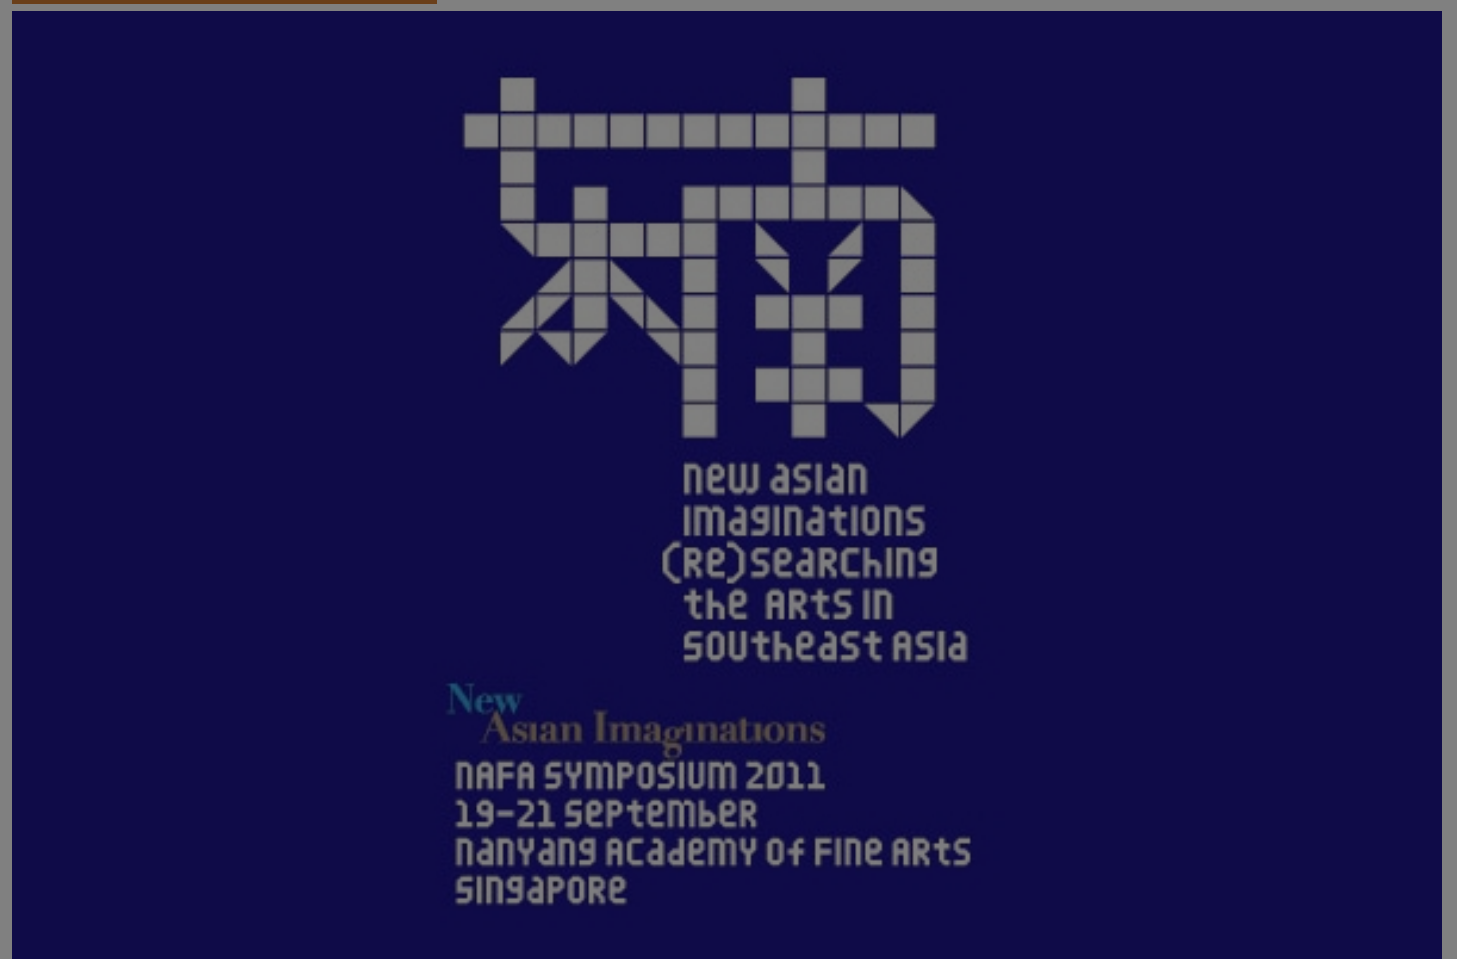 东南
new asian
imaginations
(Re)seaRching
the ARts in
southeast Asia
New
Asian Imaginations
NAFA SYMPOSIUM 2011
19-21 September
Nanyang Academy of Fine Arts
Singapore